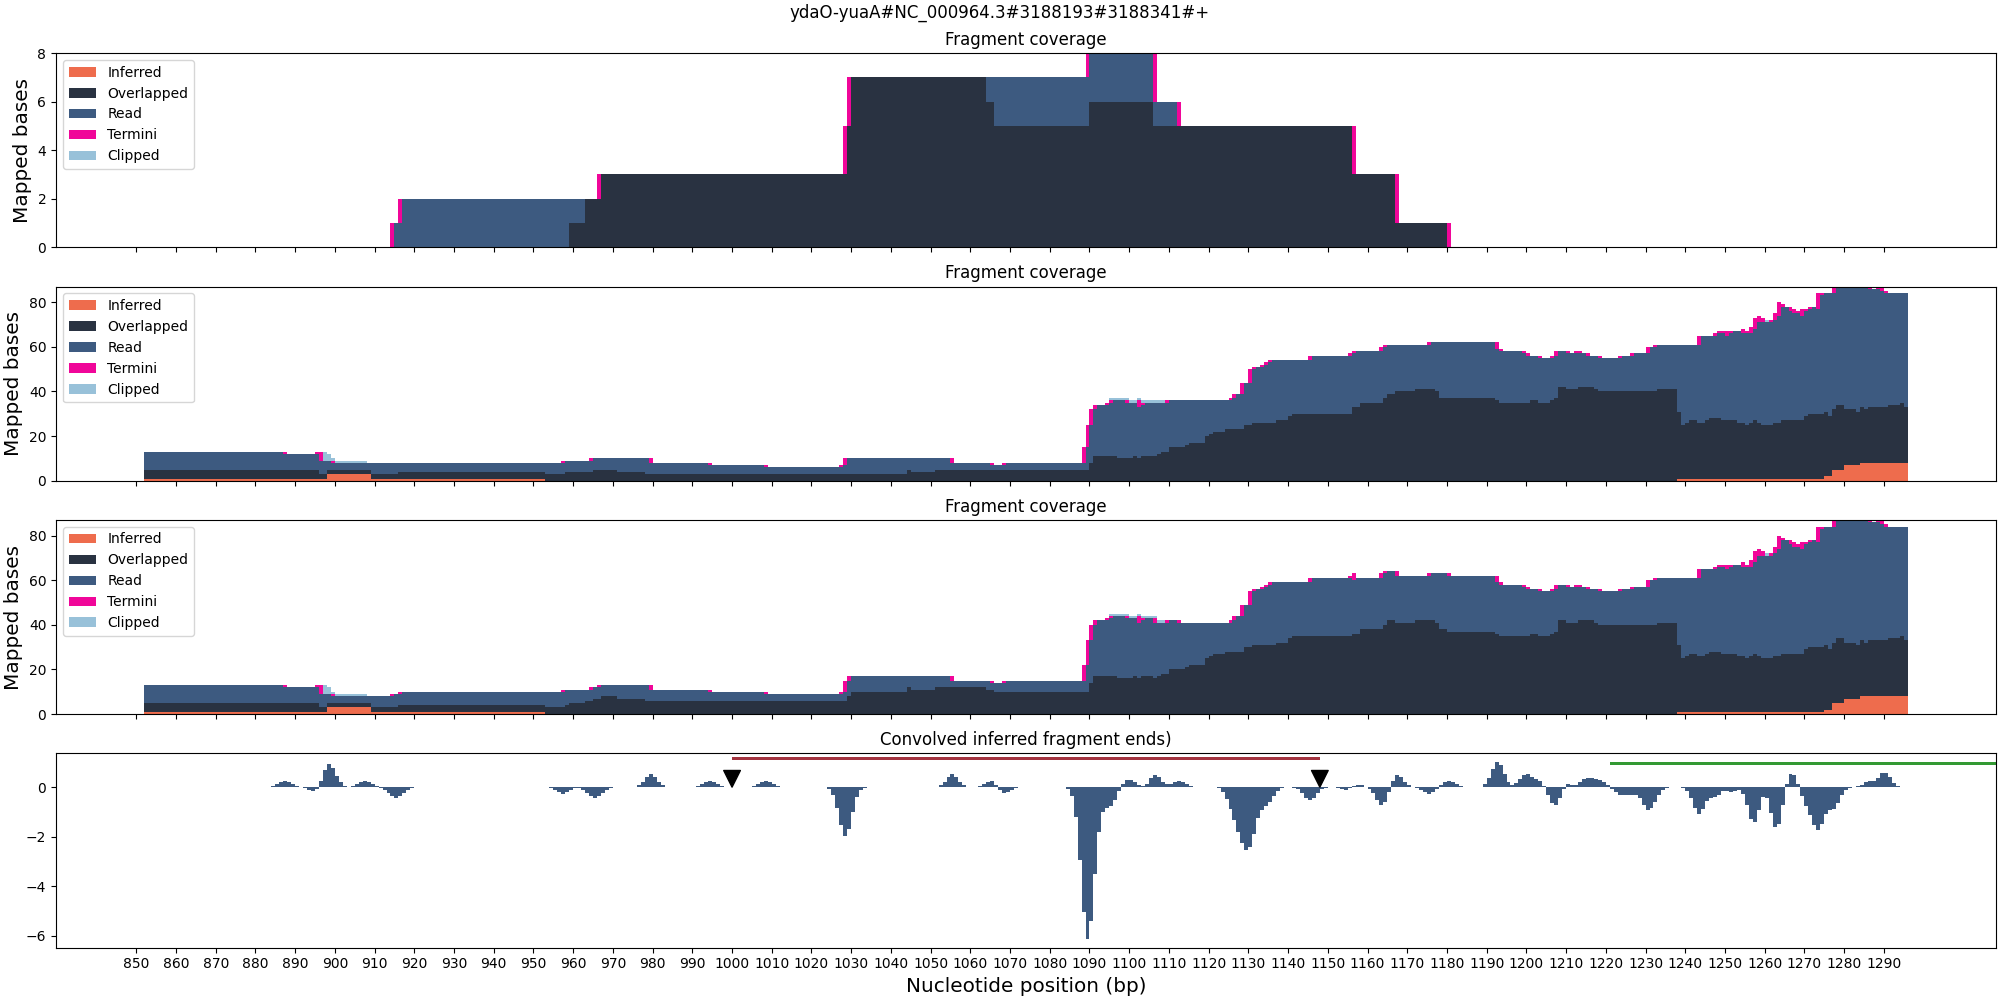 ydaO-yuaA#NC_000964.3#3188193#3188341#+
Fragment coverage
8
6
4
2
0
Mapped bases
Inferred
Overlapped
Read
Termini
Clipped
Fragment coverage
80
60
40
20
0
Mapped bases
Inferred
Overlapped
Read
Termini
Clipped
Fragment coverage
80
60
40
20
0
Mapped bases
Inferred
Overlapped
Read
Termini
Clipped
Convolved inferred fragment ends)
0
−2
−4
−6
850 860 870 880 890 900 910 920 930 940 950 960 970 980 990 1000 1010 1020 1030 1040 1050 1060 1070 1080 1090 1100 1110 1120 1130 1140 1150 1160 1170 1180 1190 1200 1210 1220 1230 1240 1250 1260 1270 1280 1290
Nucleotide position (bp)